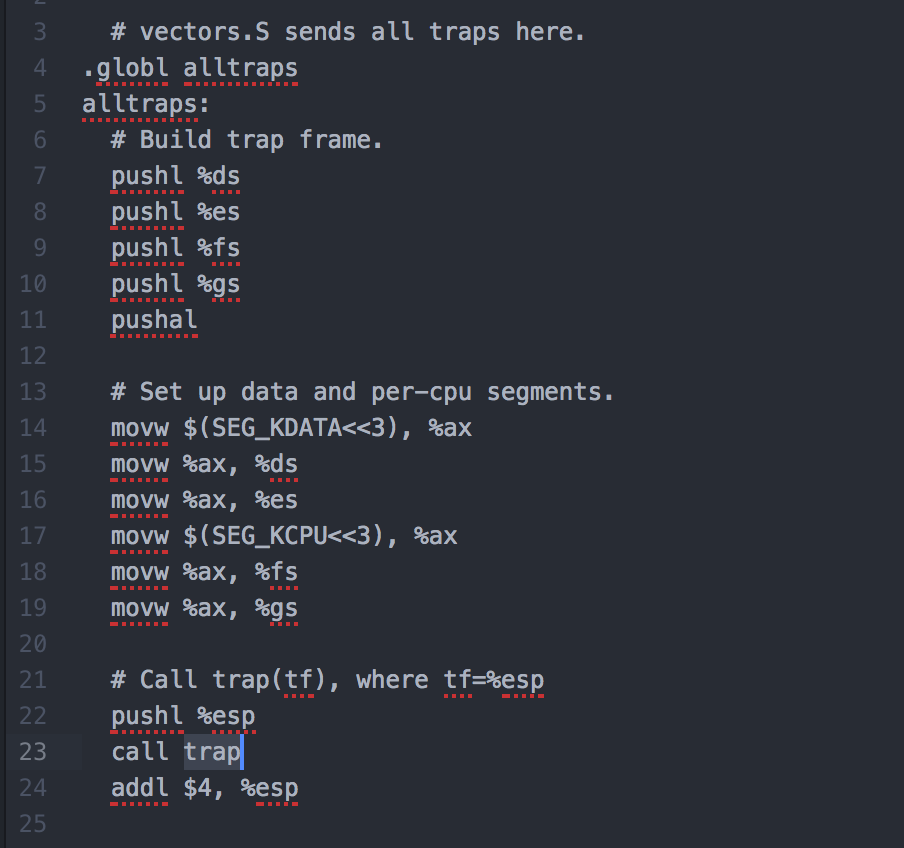 2
3 # vectors.S sends all traps here.
4 .globl alltraps
5 alltraps:
6 # Build trap frame.
7 pushl %ds
8 pushl %es
9 pushl %fs
10 pushl %gs
11 pushal
12
13 # Set up data and per-cpu segments.
14 movw $(SEG_KDATA<<3), %ax
15 movw %ax, %ds
16 movw %ax, %es
17 movw $(SEG_KCPU<<3), %ax
18 movw %ax, %fs
19 movw %ax, %gs
20
21 # Call trap(tf), where tf=%esp
22 pushl %esp
23 call trap
24 addl $4, %esp
25